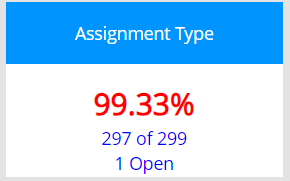 Assignment Type
99.33%
297 of 299
1 Open